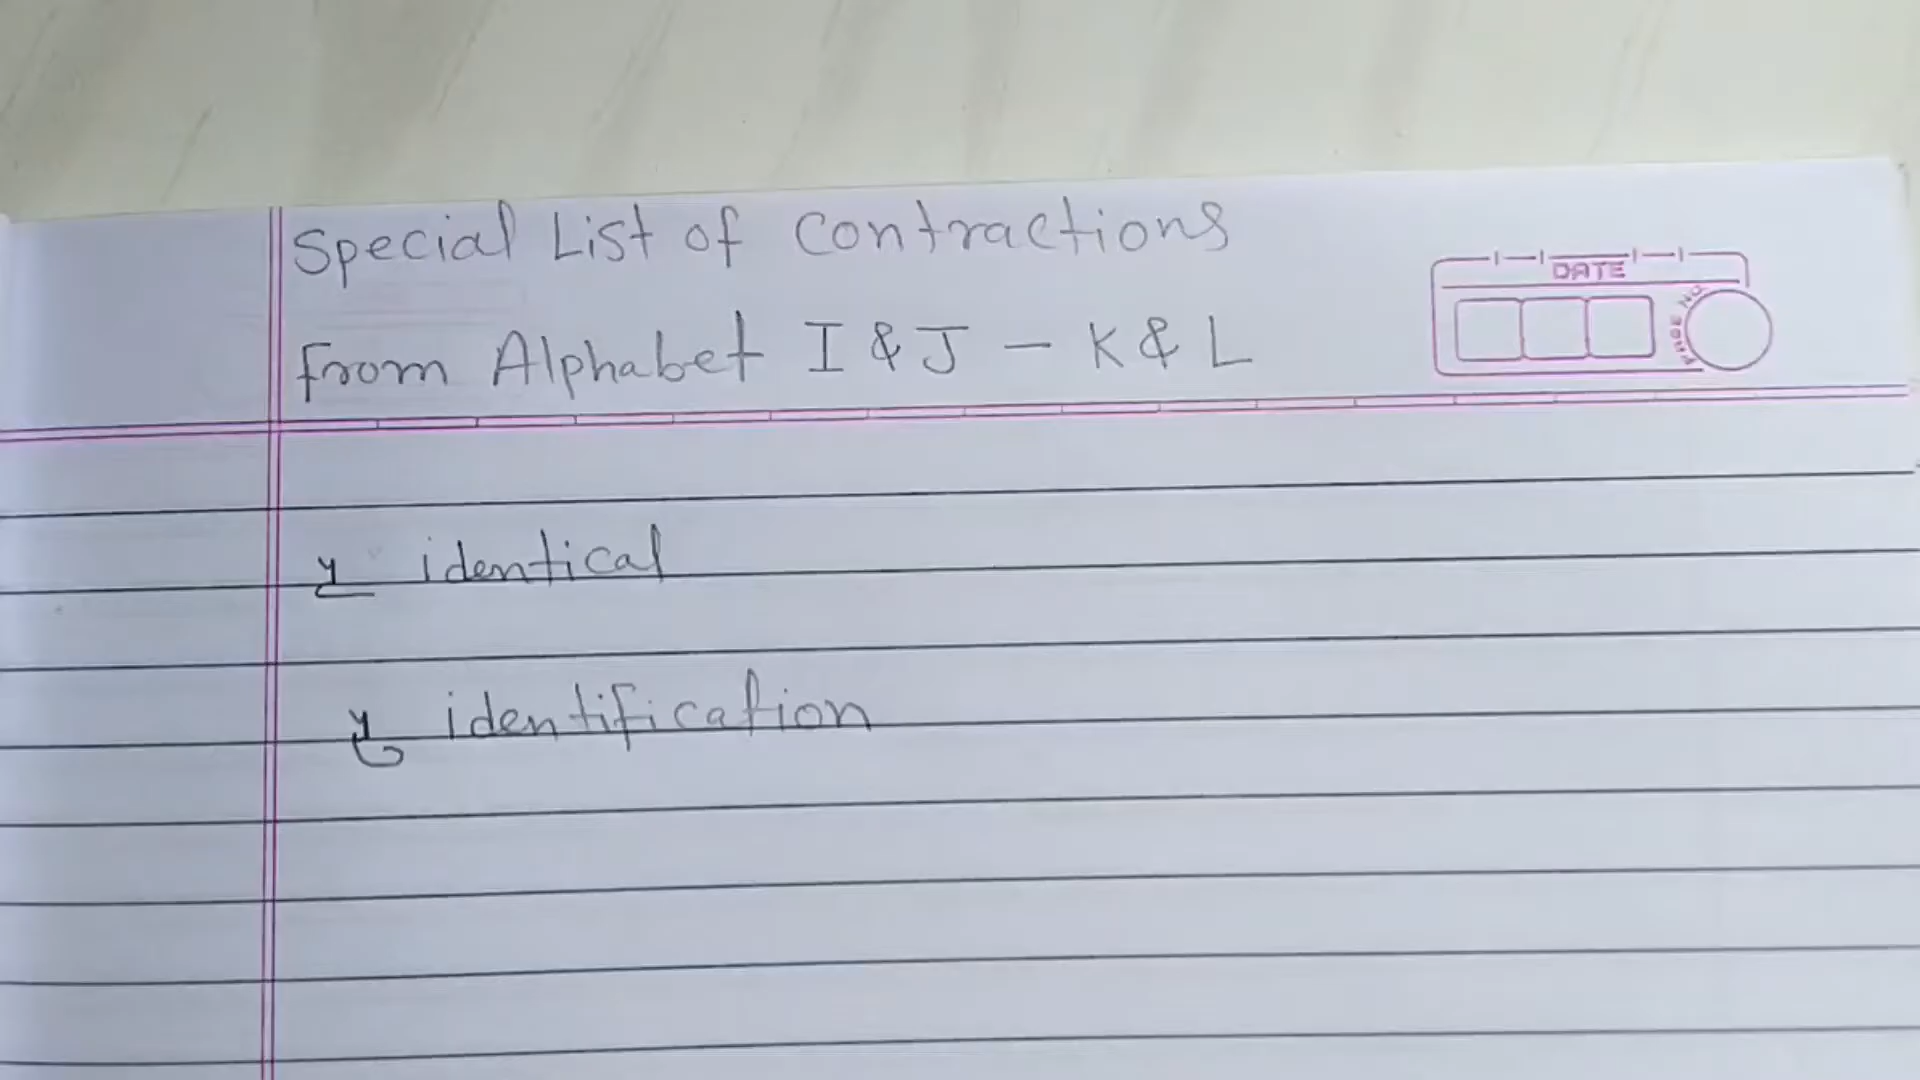 Special List of Contractions
DATE
PAGE NO.
from Alphabet I & J - K & L
identical
identification